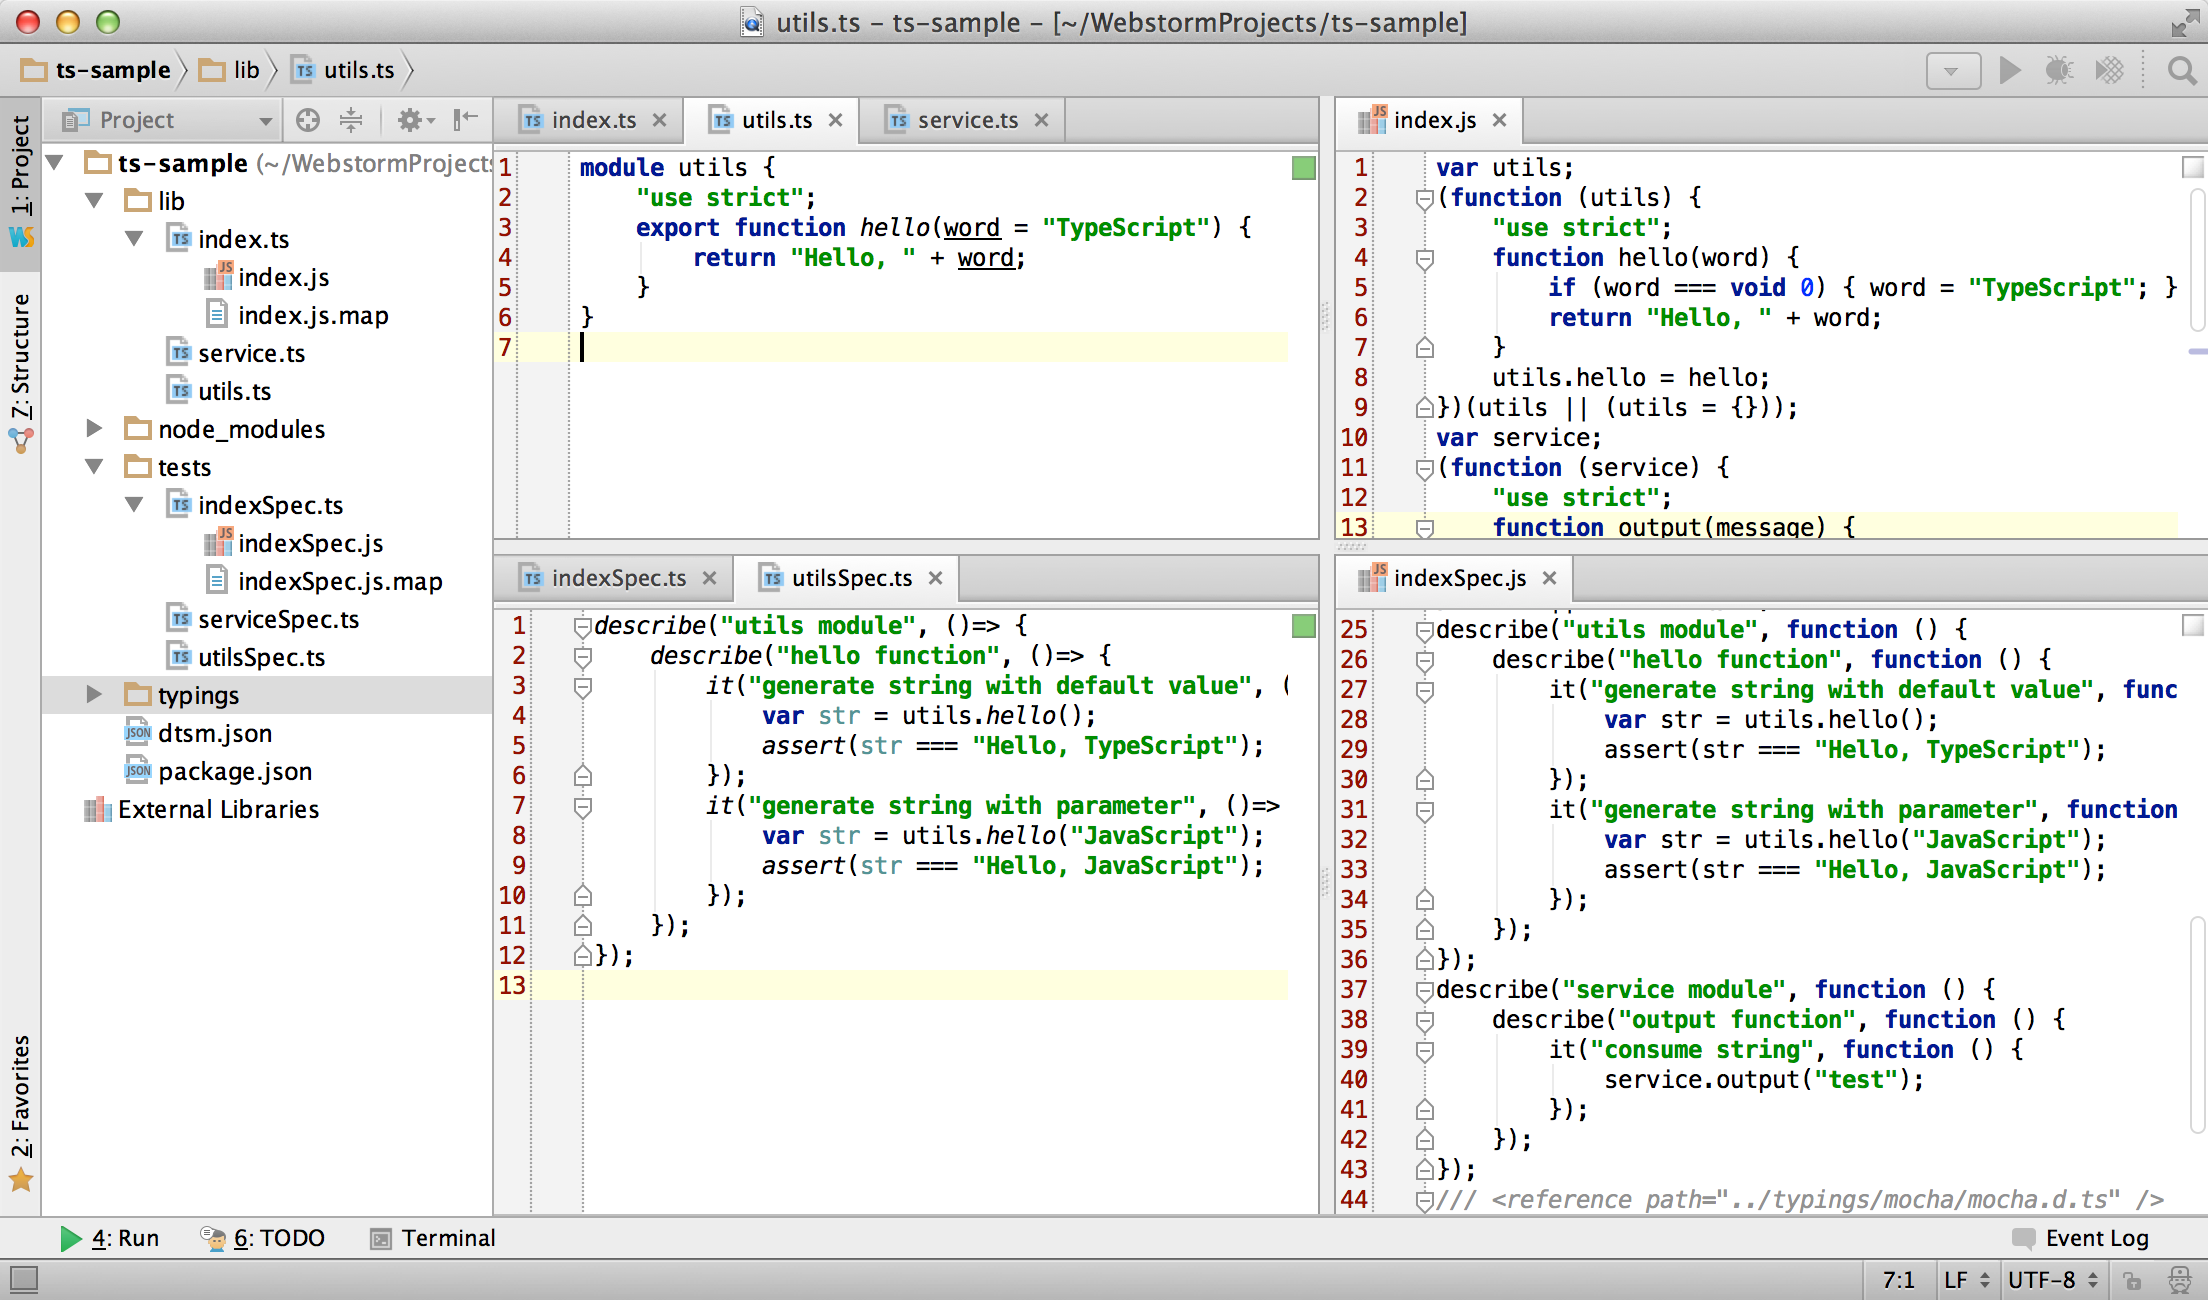 utils.ts – ts-sample – [~/WebstormProjects/ts-sample]
ts-sample lib utils.ts
1: Project
7: Structure
2: Favorites
Project
ts-sample (~/WebstormProjects
lib
index.ts
index.js
index.js.map
service.ts
utils.ts
node_modules
tests
indexSpec.ts
indexSpec.js
indexSpec.js.map
serviceSpec.ts
utilsSpec.ts
typings
dtsm.json
package.json
External Libraries
index.ts utils.ts service.ts
1 module utils {
2     "use strict";
3     export function hello(word = "TypeScript") {
4         return "Hello, " + word;
5     }
6 }
7
index.js
1 var utils;
2 (function (utils) {
3     "use strict";
4     function hello(word) {
5         if (word === void 0) { word = "TypeScript"; }
6         return "Hello, " + word;
7     }
8     utils.hello = hello;
9 })(utils || (utils = {}));
10 var service;
11 (function (service) {
12     "use strict";
13     function output(message) {
indexSpec.ts utilsSpec.ts
1 describe("utils module", ()=> {
2     describe("hello function", ()=> {
3         it("generate string with default value", (
4             var str = utils.hello();
5             assert(str === "Hello, TypeScript");
6         });
7         it("generate string with parameter", ()=>
8             var str = utils.hello("JavaScript");
9             assert(str === "Hello, JavaScript");
10         });
11     });
12 });
13
indexSpec.js
25 describe("utils module", function () {
26     describe("hello function", function () {
27         it("generate string with default value", func
28             var str = utils.hello();
29             assert(str === "Hello, TypeScript");
30         });
31         it("generate string with parameter", function
32             var str = utils.hello("JavaScript");
33             assert(str === "Hello, JavaScript");
34         });
35     });
36 });
37 describe("service module", function () {
38     describe("output function", function () {
39         it("consume string", function () {
40             service.output("test");
41         });
42     });
43 });
44 /// <reference path="../typings/mocha/mocha.d.ts" />
4: Run 6: TODO Terminal Event Log
7:1 LF UTF-8